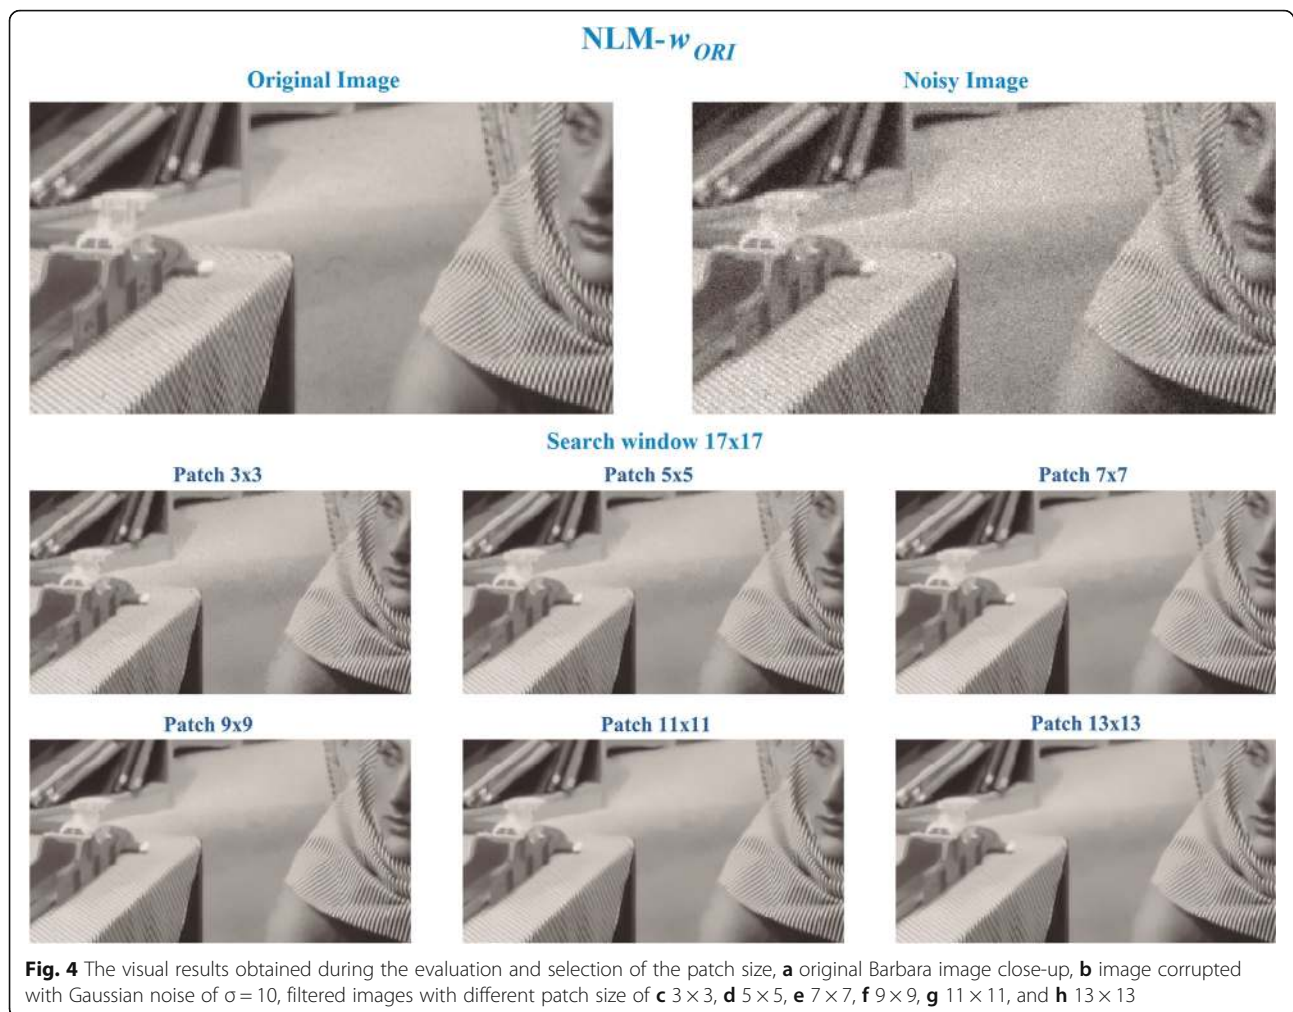 NLM-w ORI
Original Image
Noisy Image
Search window 17x17
Patch 3x3
Patch 5x5
Patch 7x7
Patch 9x9
Patch 11x11
Patch 13x13
Fig. 4 The visual results obtained during the evaluation and selection of the patch size, a original Barbara image close-up, b image corrupted
with Gaussian noise of σ = 10, filtered images with different patch size of c 3 × 3, d 5 × 5, e 7 × 7, f 9 × 9, g 11 × 11, and h 13 × 13